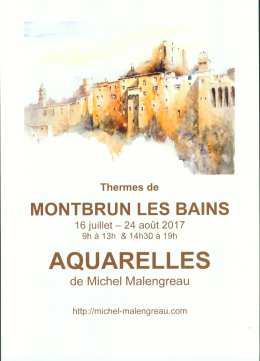 Thermes de
MONTBRUN LES BAINS
16 juillet – 24 août 2017
9h à 13h & 14h30 à 19h
AQUARELLES
de Michel Malengreau
http://michel-malengreau.com